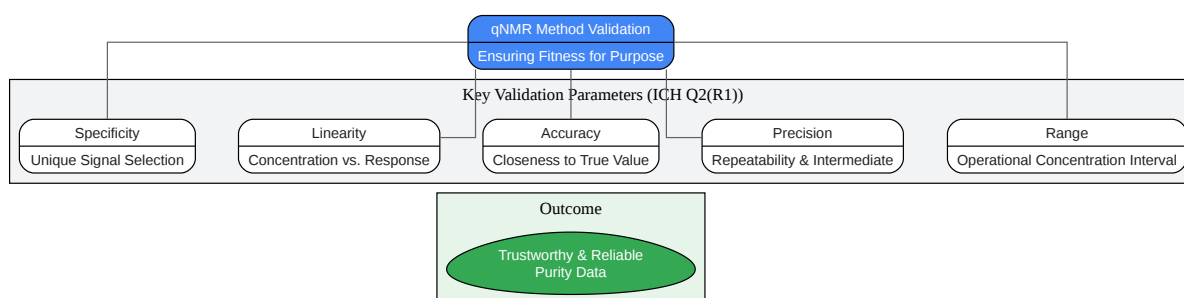 qNMR Method Validation
Ensuring Fitness for Purpose
Key Validation Parameters (ICH Q2(R1))
Specificity
Unique Signal Selection
Linearity
Concentration vs. Response
Accuracy
Closeness to True Value
Precision
Repeatability & Intermediate
Range
Operational Concentration Interval
Outcome
Trustworthy & Reliable
Purity Data